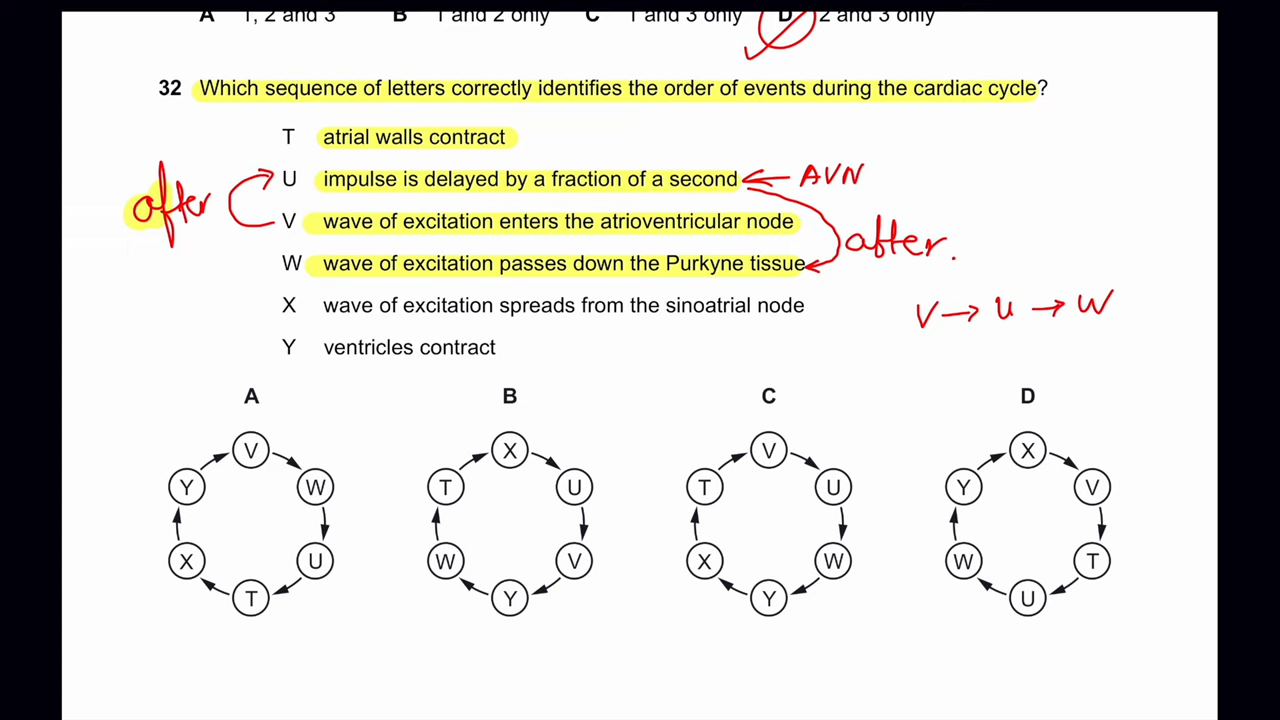 A 1, 2 and 3 B 1 and 2 only C 1 and 3 only D 2 and 3 only
32 Which sequence of letters correctly identifies the order of events during the cardiac cycle?
T atrial walls contract
after U impulse is delayed by a fraction of a second AVN
V wave of excitation enters the atrioventricular node
after.
W wave of excitation passes down the Purkyne tissue
X wave of excitation spreads from the sinoatrial node
V → U → W
Y ventricles contract
A B C D
V X V X
Y W T U T U Y V
X U W V X W W T
T Y Y U